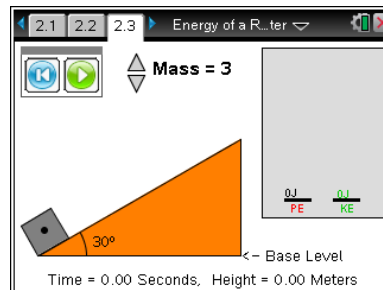 2.1 2.2 2.3 Energy of a R...ter
Mass = 3
0J 0J
PE KE
30°
<- Base Level
Time = 0.00 Seconds, Height = 0.00 Meters